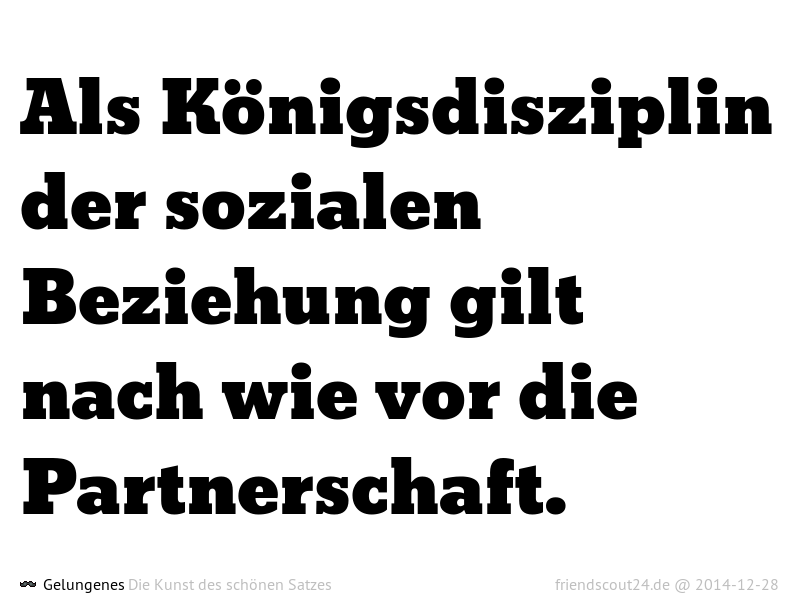 Als Königsdisziplin
der sozialen
Beziehung gilt
nach wie vor die
Partnerschaft.
Gelungenes Die Kunst des schönen Satzes
friendscout24.de @ 2014-12-28